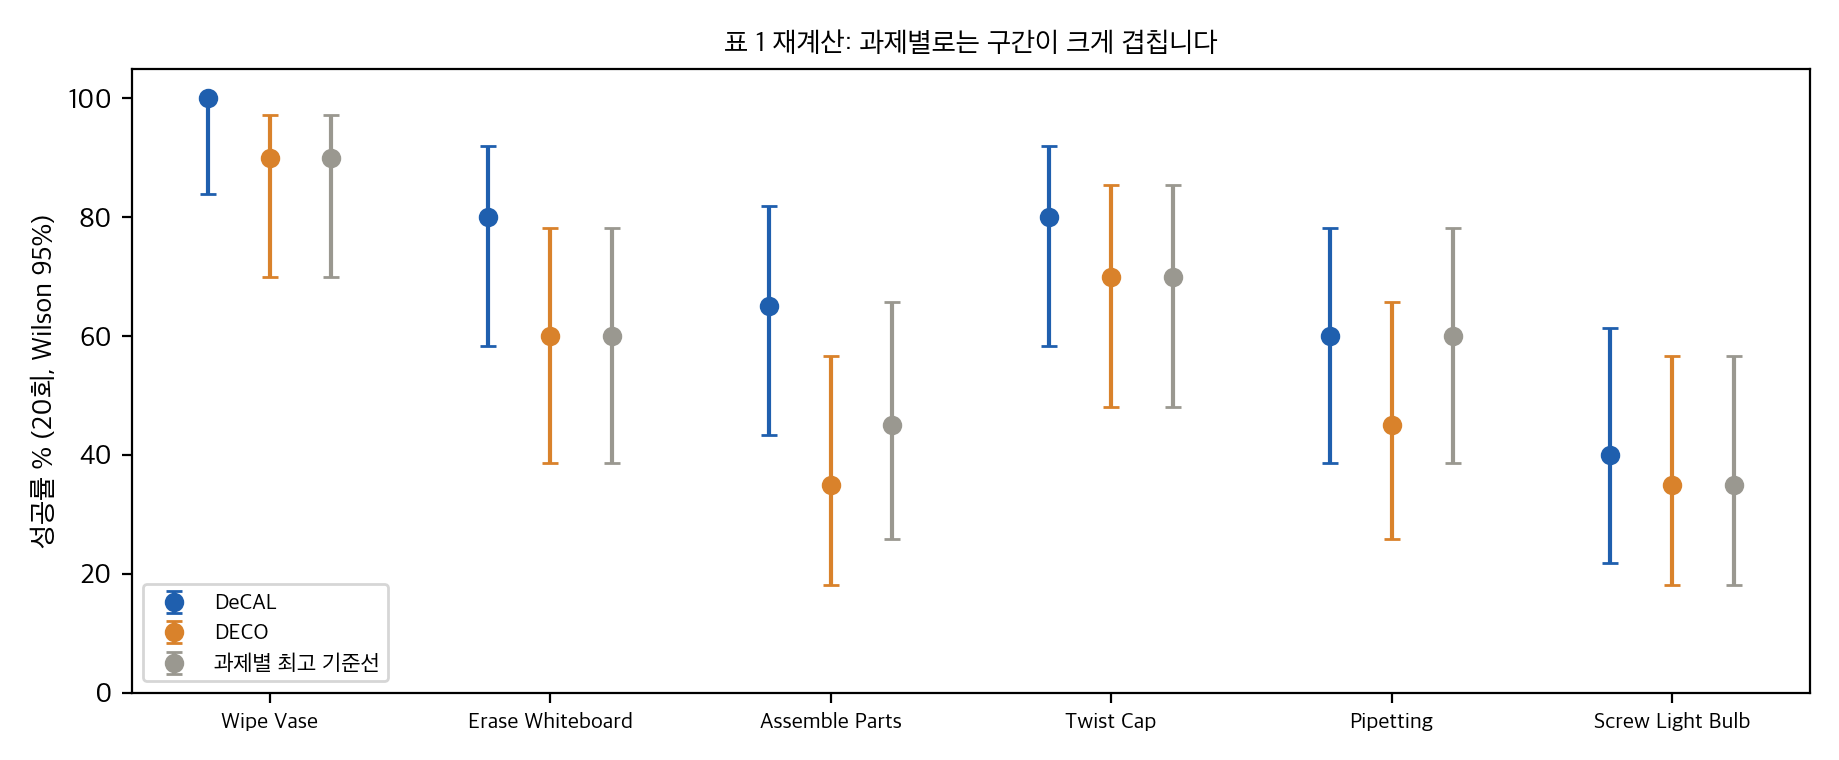 표 1 재계산: 과제별로는 구간이 크게 겹칩니다
성공률 % (20회, Wilson 95%)
100
80
60
40
20
0
DeCAL
DECO
과제별 최고 기준선
Wipe Vase
Erase Whiteboard
Assemble Parts
Twist Cap
Pipetting
Screw Light Bulb